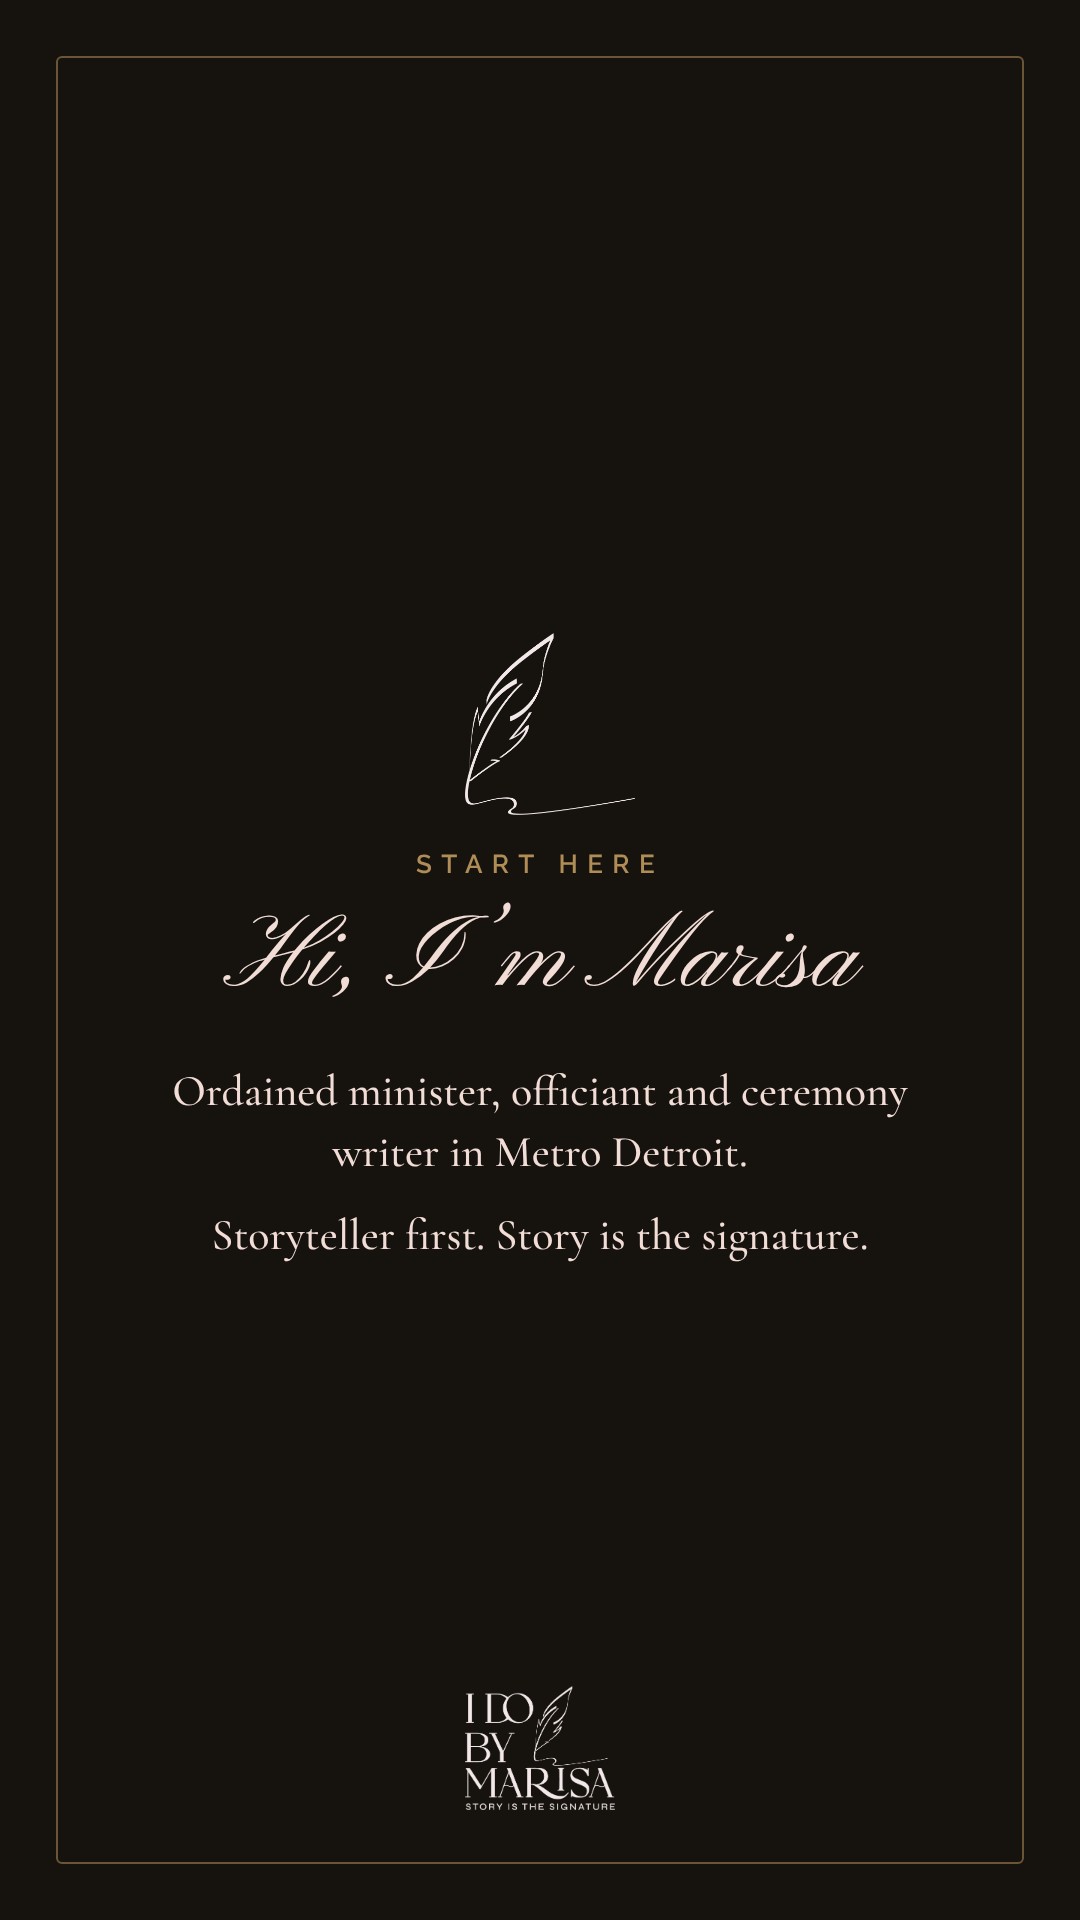 START HERE
Hi, I’m Marisa
Ordained minister, officiant and ceremony
writer in Metro Detroit.
Storyteller first. Story is the signature.
I DO
BY
MARISA
STORY IS THE SIGNATURE